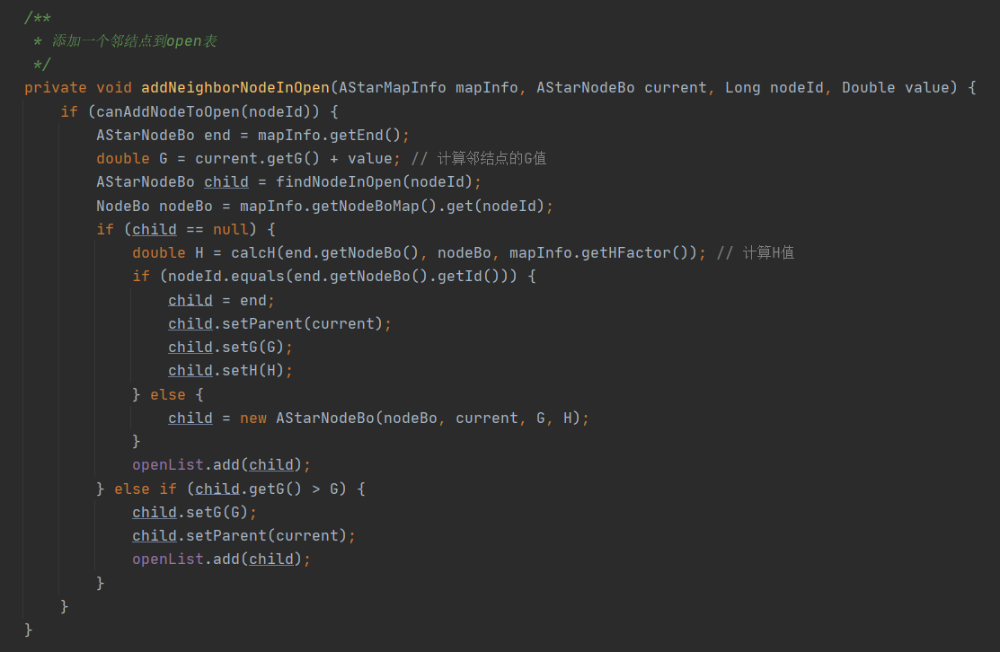 /**
 * 添加一个邻结点到open表
 */
private void addNeighborNodeInOpen(AStarMapInfo mapInfo, AStarNodeBo current, Long nodeId, Double value) {
    if (canAddNodeToOpen(nodeId)) {
        AStarNodeBo end = mapInfo.getEnd();
        double G = current.getG() + value; // 计算邻结点的G值
        AStarNodeBo child = findNodeInOpen(nodeId);
        NodeBo nodeBo = mapInfo.getNodeBoMap().get(nodeId);
        if (child == null) {
            double H = calcH(end.getNodeBo(), nodeBo, mapInfo.getHFactor()); // 计算H值
            if (nodeId.equals(end.getNodeBo().getId())) {
                child = end;
                child.setParent(current);
                child.setG(G);
                child.setH(H);
            } else {
                child = new AStarNodeBo(nodeBo, current, G, H);
            }
            openList.add(child);
        } else if (child.getG() > G) {
            child.setG(G);
            child.setParent(current);
            openList.add(child);
        }
    }
}